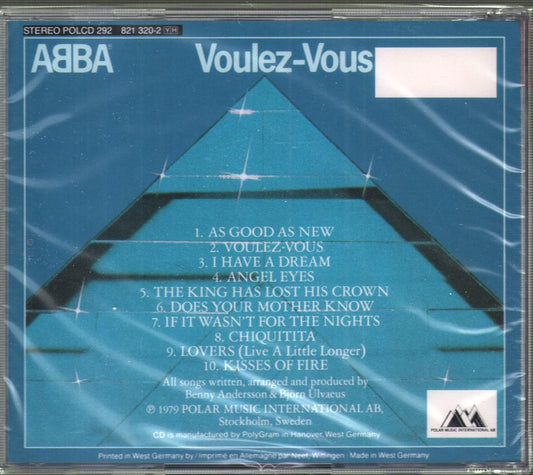 STEREO POLCD 292 821 320-2 Y.H
ABBA Voulez-Vous
1. AS GOOD AS NEW
2. VOULEZ-VOUS
3. I HAVE A DREAM
4. ANGEL EYES
5. THE KING HAS LOST HIS CROWN
6. DOES YOUR MOTHER KNOW
7. IF IT WASN'T FOR THE NIGHTS
8. CHIQUITITA
9. LOVERS (Live A Little Longer)
10. KISSES OF FIRE
All songs written, arranged and produced by
Benny Andersson & Björn Ulvaeus
℗ 1979 POLAR MUSIC INTERNATIONAL AB,
Stockholm, Sweden
CD is manufactured by PolyGram in Hanover, West Germany
POLAR MUSIC INTERNATIONAL AB
Printed in West Germany by / Imprimé en Allemagne par Neef, Wittingen Made in West Germany